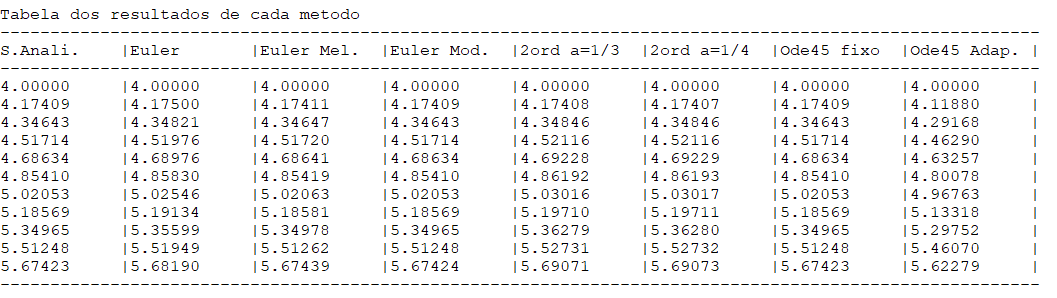 Tabela dos resultados de cada metodo
--------------------------------------------------------------------------------------------------------
S.Anali.     |Euler        |Euler Mel.   |Euler Mod.   |2ord a=1/3   |2ord a=1/4   |Ode45 fixo   |Ode45 Adap. |
--------------------------------------------------------------------------------------------------------
4.00000      |4.00000      |4.00000      |4.00000      |4.00000      |4.00000      |4.00000      |4.00000     |
4.17409      |4.17500      |4.17411      |4.17409      |4.17408      |4.17407      |4.17409      |4.11880     |
4.34643      |4.34821      |4.34647      |4.34643      |4.34846      |4.34846      |4.34643      |4.29168     |
4.51714      |4.51976      |4.51720      |4.51714      |4.52116      |4.52116      |4.51714      |4.46290     |
4.68634      |4.68976      |4.68641      |4.68634      |4.69228      |4.69229      |4.68634      |4.63257     |
4.85410      |4.85830      |4.85419      |4.85410      |4.86192      |4.86193      |4.85410      |4.80078     |
5.02053      |5.02546      |5.02063      |5.02053      |5.03016      |5.03017      |5.02053      |4.96763     |
5.18569      |5.19134      |5.18581      |5.18569      |5.19710      |5.19711      |5.18569      |5.13318     |
5.34965      |5.35599      |5.34978      |5.34965      |5.36279      |5.36280      |5.34965      |5.29752     |
5.51248      |5.51949      |5.51262      |5.51248      |5.52731      |5.52732      |5.51248      |5.46070     |
5.67423      |5.68190      |5.67439      |5.67424      |5.69071      |5.69073      |5.67423      |5.62279     |
--------------------------------------------------------------------------------------------------------